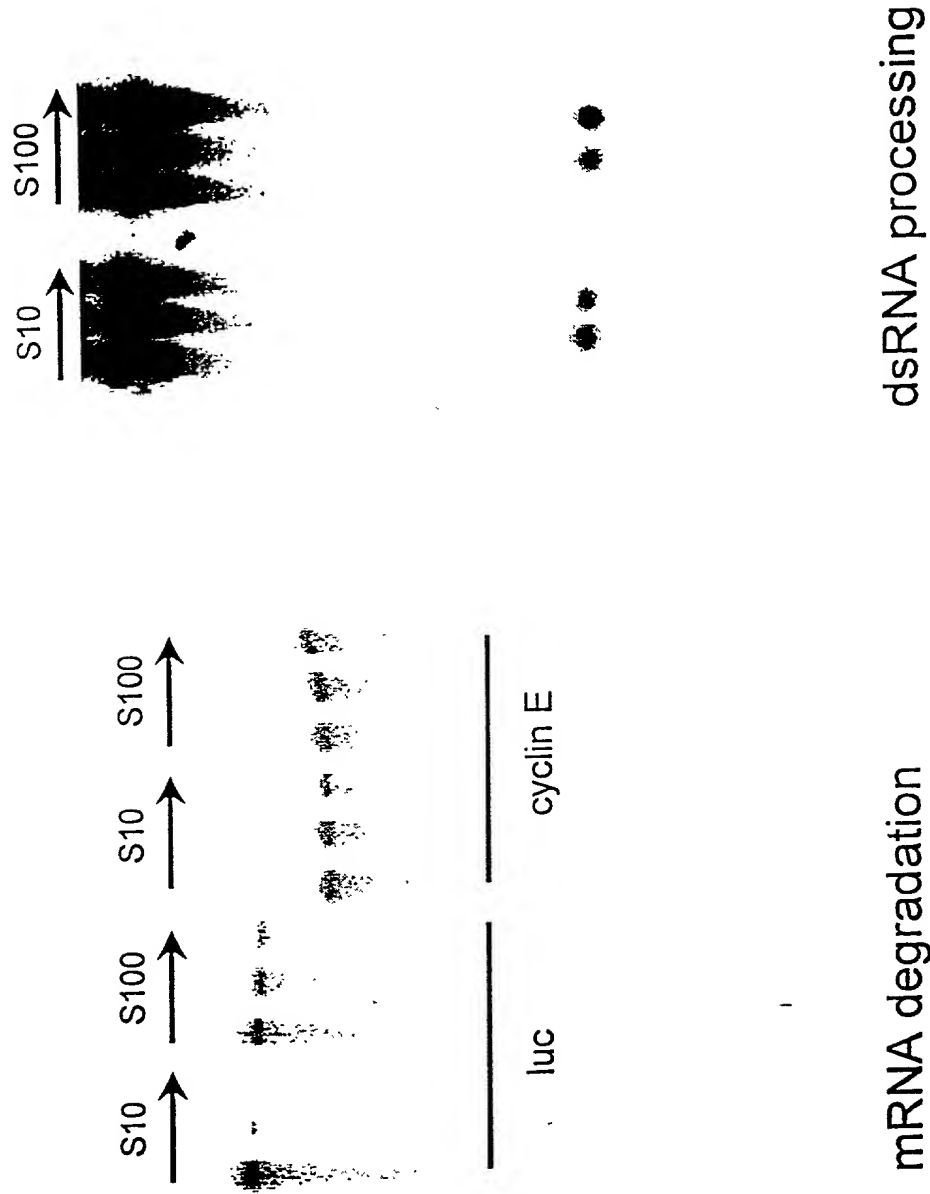 S10
S100
S10
S100
luc
cyclin E
mRNA degradation
S10
S100
dsRNA processing